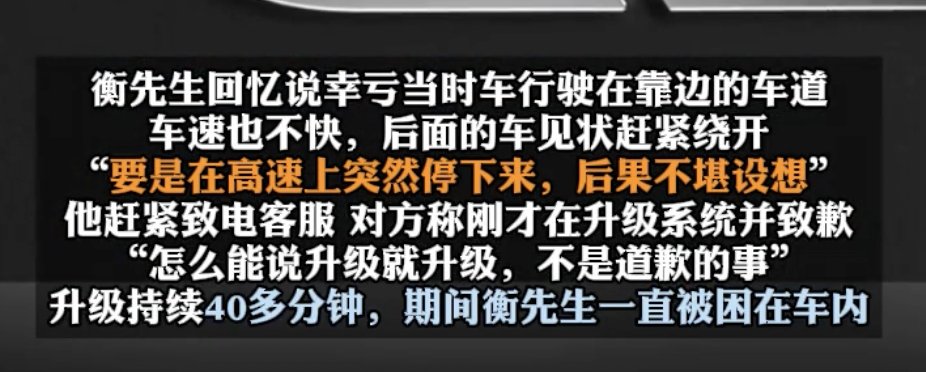 衡先生回忆说幸亏当时车行驶在靠边的车道
车速也不快，后面的车见状赶紧绕开
“要是在高速上突然停下来，后果不堪设想”
他赶紧致电客服 对方称刚才在升级系统并致歉
“怎么能说升级就升级，不是道歉的事”
升级持续40多分钟，期间衡先生一直被困在车内